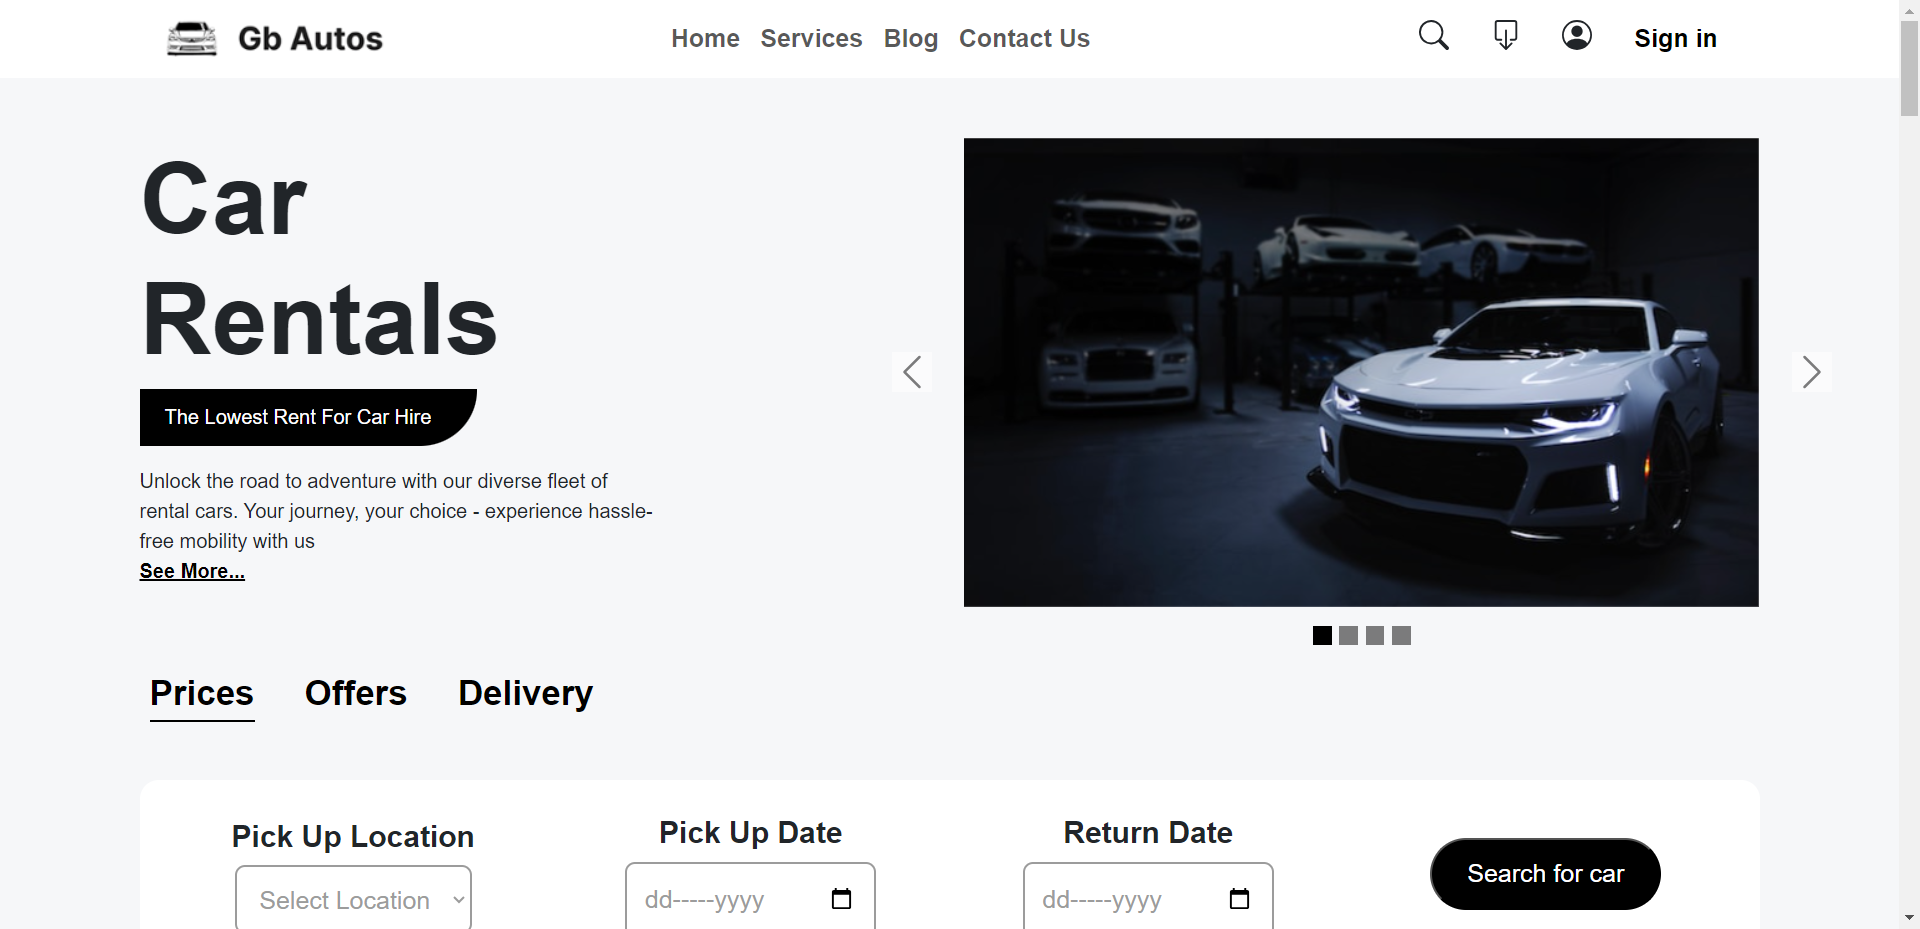 Gb Autos
Home Services Blog Contact Us
Sign in
Car
Rentals
The Lowest Rent For Car Hire
Unlock the road to adventure with our diverse fleet of
rental cars. Your journey, your choice - experience hassle-
free mobility with us
See More...
Prices Offers Delivery
Pick Up Location
Select Location
Pick Up Date
dd-----yyyy
Return Date
dd-----yyyy
Search for car